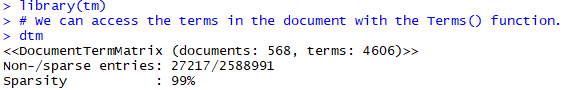 > library(tm)
> # We can access the terms in the document with the Terms() function.
> dtm
<<DocumentTermMatrix (documents: 568, terms: 4606)>>
Non-/sparse entries: 27217/2588991
Sparsity           : 99%